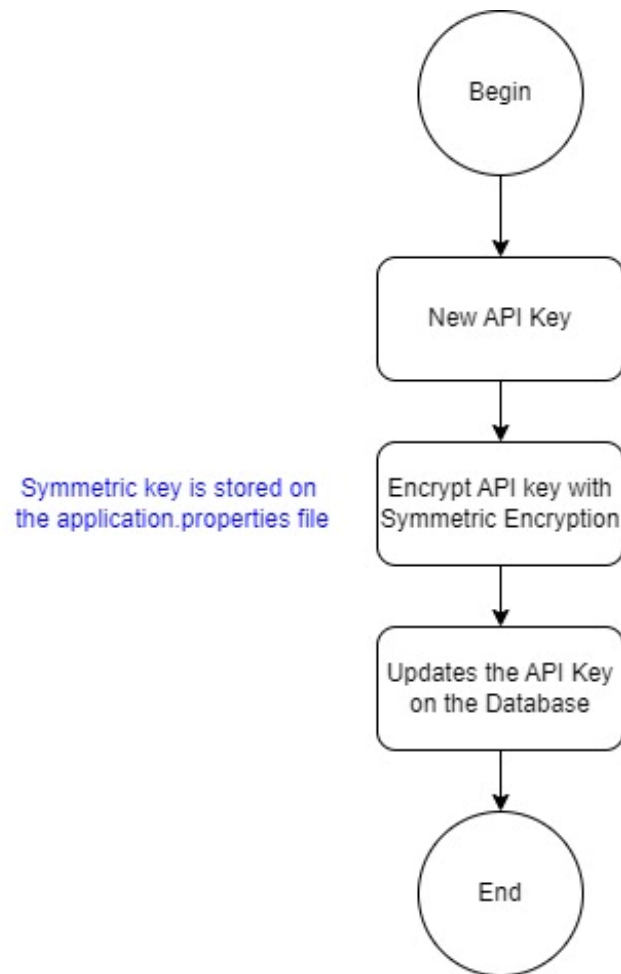 Begin
New API Key
Symmetric key is stored on
the application.properties file
Encrypt API key with
Symmetric Encryption
Updates the API Key
on the Database
End